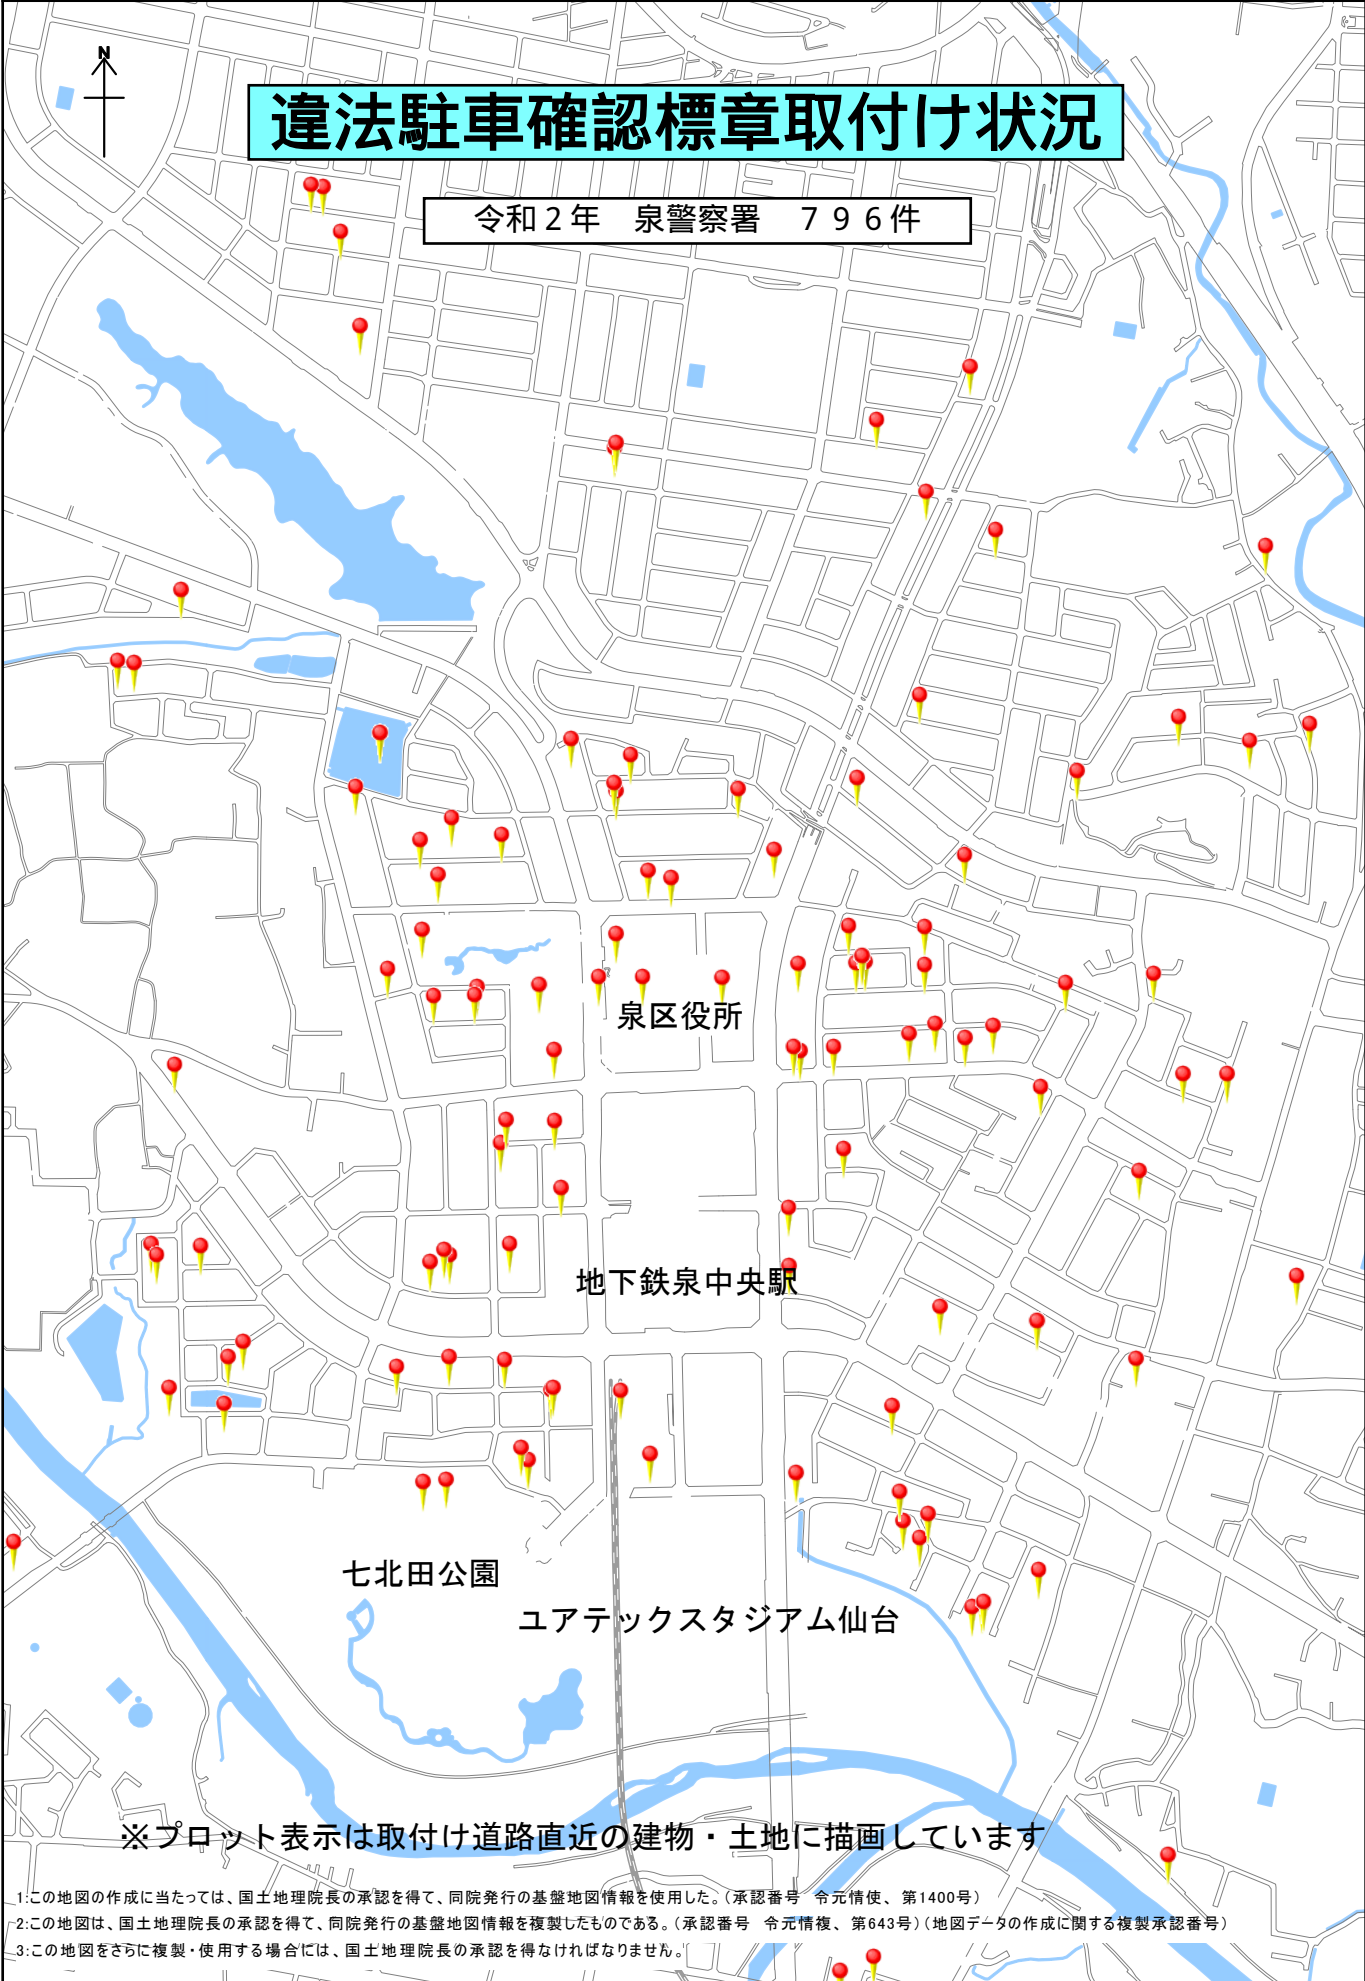 N
違法駐車確認標章取付け状況
令和２年　泉警察署　７９６件
泉区役所
地下鉄泉中央駅
七北田公園
ユアテックスタジアム仙台
※プロット表示は取付け道路直近の建物・土地に描画しています
1:この地図の作成に当たっては、国土地理院長の承認を得て、同院発行の基盤地図情報を使用した。（承認番号　令元情使、第1400号）
2:この地図は、国土地理院長の承認を得て、同院発行の基盤地図情報を複製したものである。（承認番号　令元情複、第643号）（地図データの作成に関する複製承認番号）
3:この地図をさらに複製・使用する場合には、国土地理院長の承認を得なければなりません。